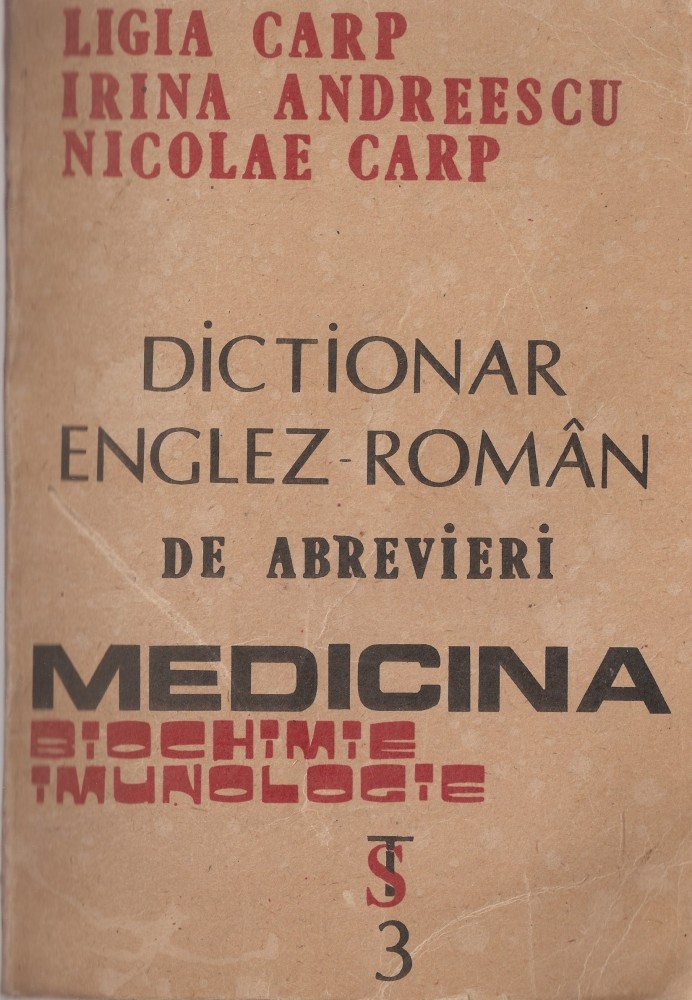 LIGIA CARP
IRINA ANDREESCU
NICOLAE CARP
DiCTiONAR
ENGLEZ-ROMÂN
DE ABREViERi
MEDICINA
BiOCHiMiE
iMUNOLOGiE
TS
3